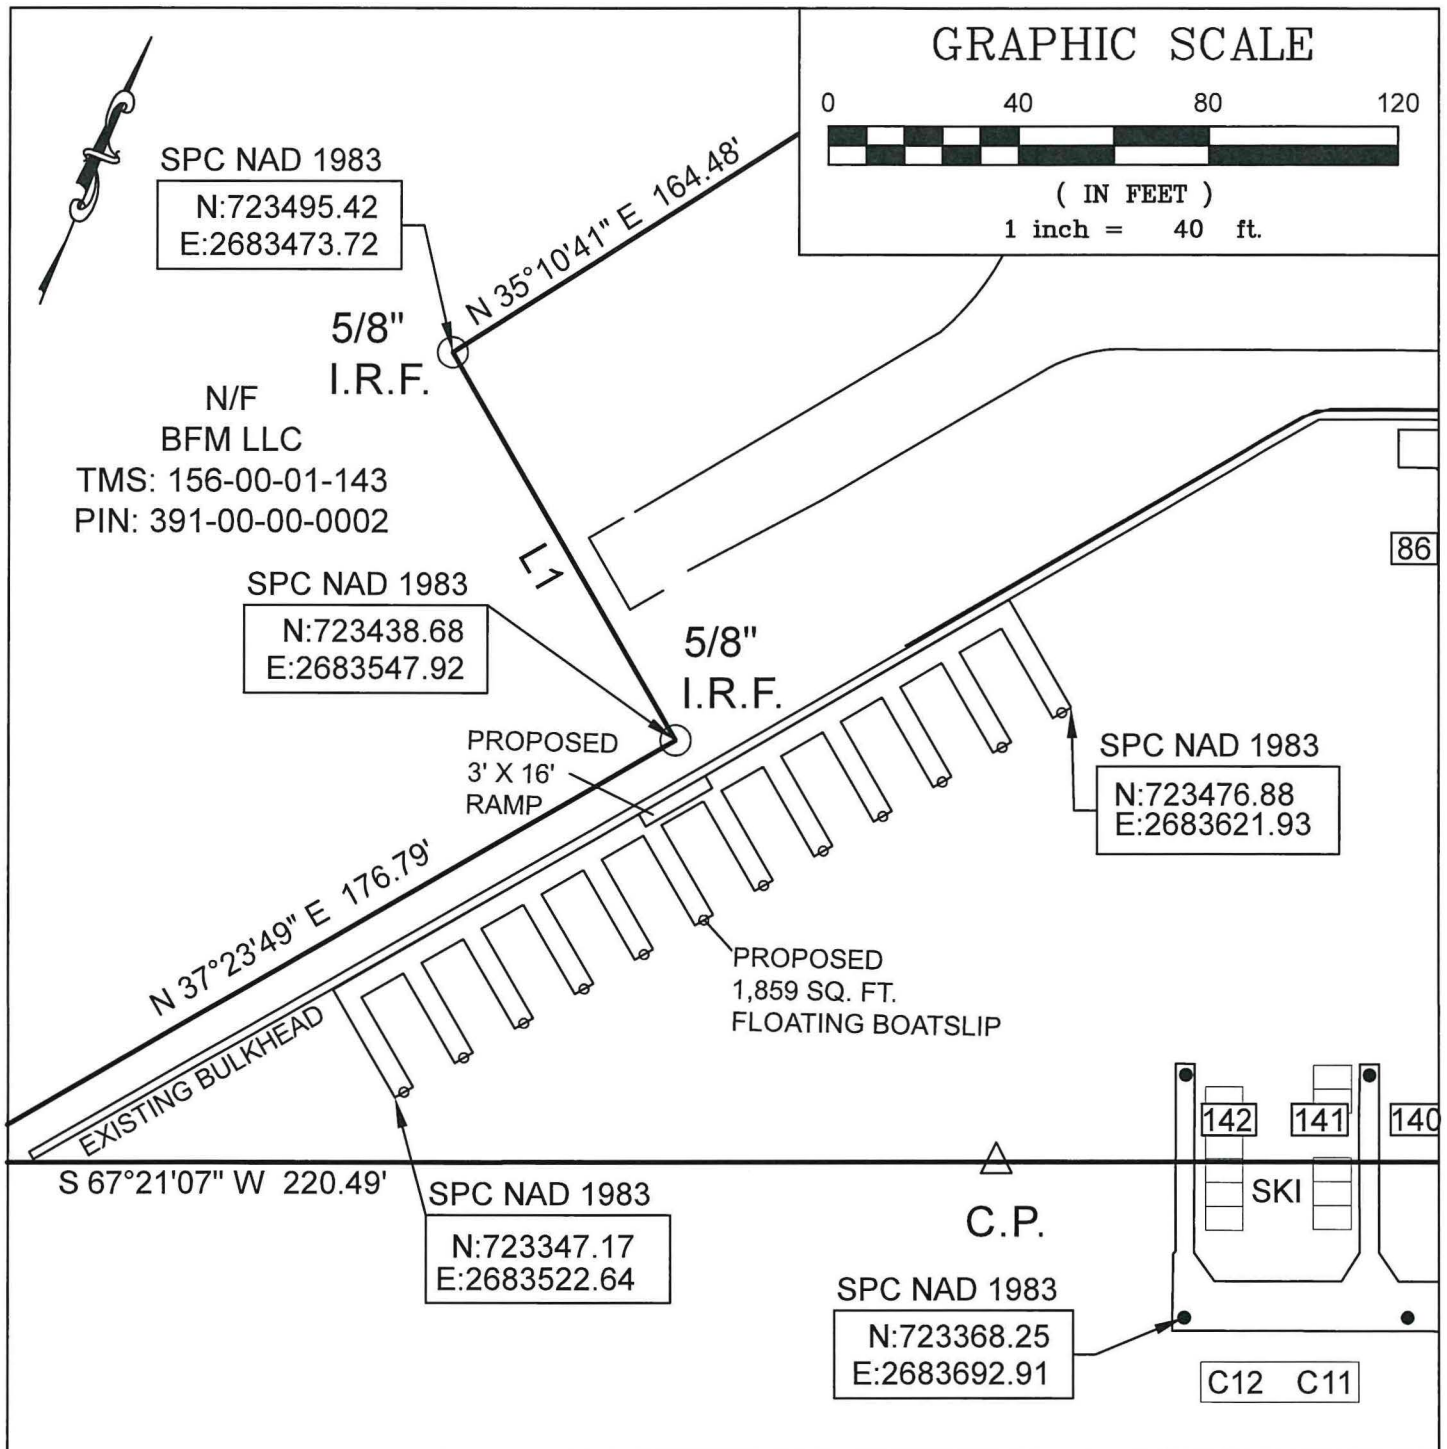 GRAPHIC SCALE
0 40 80 120
( IN FEET )
1 inch = 40 ft.
SPC NAD 1983
N:723495.42
E:2683473.72
N 35°10'41" E 164.48'
5/8"
I.R.F.
N/F
BFM LLC
TMS: 156-00-01-143
PIN: 391-00-00-0002
L1
86
SPC NAD 1983
N:723438.68
E:2683547.92
5/8"
I.R.F.
PROPOSED
3' X 16'
RAMP
SPC NAD 1983
N:723476.88
E:2683621.93
N 37°23'49" E 176.79'
EXISTING BULKHEAD
PROPOSED
1,859 SQ. FT.
FLOATING BOATSLIP
142 141 140
S 67°21'07" W 220.49'
SKI
C.P.
SPC NAD 1983
N:723347.17
E:2683522.64
SPC NAD 1983
N:723368.25
E:2683692.91
C12 C11